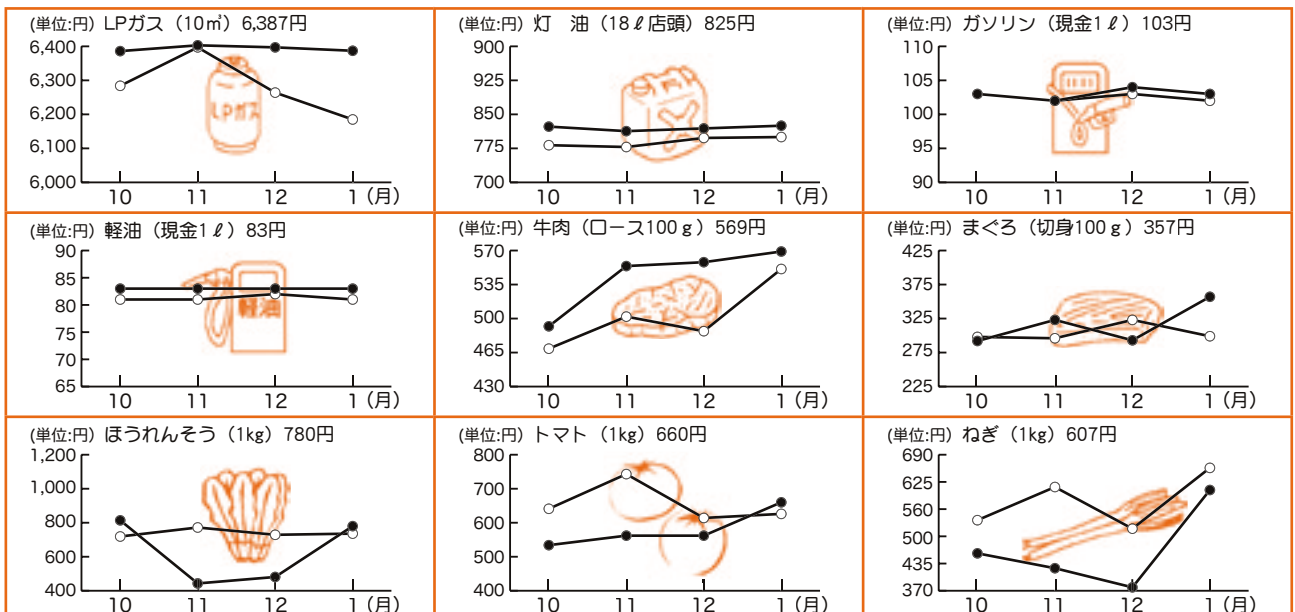 (単位:円) LPガス（10㎥）6,387円
6,400
6,300
6,200
6,100
6,000
LPガス
10 11 12 1（月）
(単位:円) 灯　油（18ℓ店頭）825円
900
925
850
775
700
10 11 12 1（月）
(単位:円) ガソリン（現金1ℓ）103円
110
105
100
95
90
10 11 12 1（月）
(単位:円) 軽油（現金1ℓ）83円
90
85
80
75
70
65
軽油
10 11 12 1（月）
(単位:円) 牛肉（ロース100g）569円
570
535
500
465
430
10 11 12 1（月）
(単位:円) まぐろ（切身100g）357円
425
375
325
275
225
10 11 12 1（月）
(単位:円) ほうれんそう（1kg）780円
1,200
1,000
800
600
400
10 11 12 1（月）
(単位:円) トマト（1kg）660円
800
700
600
500
400
10 11 12 1（月）
(単位:円) ねぎ（1kg）607円
690
625
560
500
435
370
10 11 12 1（月）